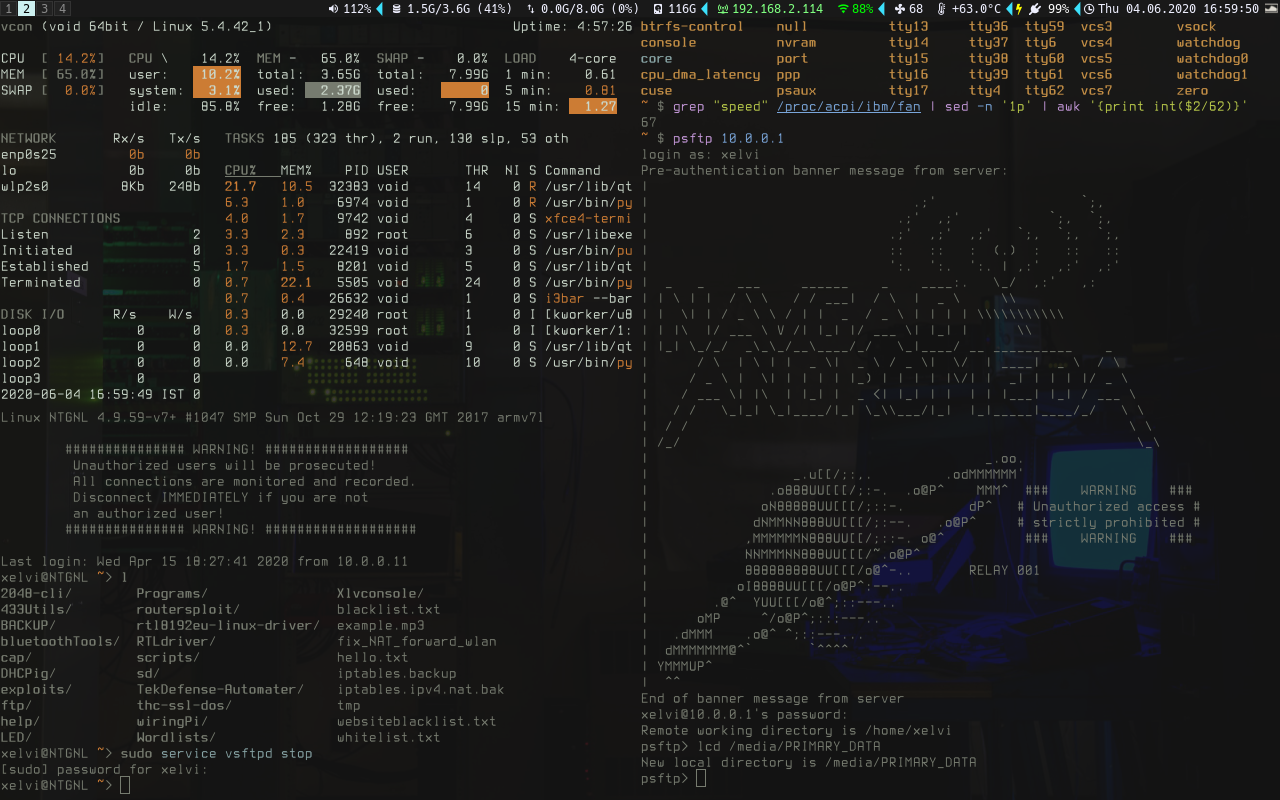 1 2 3 4 112% 1.5G/3.6G (41%) 0.0G/8.0G (0%) 116G 192.168.2.114 88% 68 +63.0°C 99% Thu 04.06.2020 16:59:50
vcon (void 64bit / Linux 5.4.42_1) Uptime: 4:57:26
CPU [ 14.2%] CPU \ 14.2% MEM - 65.0% SWAP - 0.0% LOAD 4-core
MEM [ 65.0%] user: 10.2% total: 3.65G total: 7.99G 1 min: 0.61
SWAP [ 0.0%] system: 3.1% used: 2.37G used: 0 5 min: 0.81
idle: 85.8% free: 1.28G free: 7.99G 15 min: 1.27
NETWORK Rx/s Tx/s TASKS 185 (323 thr), 2 run, 130 slp, 53 oth
enp0s25 0b 0b
lo 0b 0b CPU% MEM% PID USER THR NI S Command
wlp2s0 8Kb 248b 21.7 10.5 32383 void 14 0 R /usr/lib/qt
6.3 1.0 6974 void 1 0 R /usr/bin/py
TCP CONNECTIONS 4.0 1.7 9742 void 4 0 S xfce4-termi
Listen 2 3.3 2.3 892 root 6 0 S /usr/libexe
Initiated 0 3.3 0.3 22419 void 3 0 S /usr/bin/pu
Established 5 1.7 1.5 8201 void 5 0 S /usr/lib/qt
Terminated 0 0.7 22.1 5505 void 24 0 S /usr/bin/py
0.7 0.4 26632 void 1 0 S i3bar --bar
DISK I/O R/s W/s 0.3 0.0 29240 root 1 0 I [kworker/u8
loop0 0 0 0.3 0.0 32599 root 1 0 I [kworker/1:
loop1 0 0 0.0 12.7 20863 void 9 0 S /usr/lib/qt
loop2 0 0 0.0 7.4 648 void 10 0 S /usr/bin/py
loop3 0 0
2020-06-04 16:59:49 IST 0
Linux NTGNL 4.9.59-v7+ #1047 SMP Sun Oct 29 12:19:23 GMT 2017 armv7l
############### WARNING! ##################
Unauthorized users will be prosecuted!
All connections are monitored and recorded.
Disconnect IMMEDIATELY if you are not
an authorized user!
############### WARNING! ###################
Last login: Wed Apr 15 18:27:41 2020 from 10.0.0.11
xelvi@NTGNL ~> l
2040-cli/ Programs/ Xlvconsole/
433Utils/ routersploit/ blacklist.txt
BACKUP/ rtl8192eu-linux-driver/ example.mp3
bluetoothTools/ RTLdriver/ fix_NAT_forward_wlan
cap/ scripts/ hello.txt
DHCPig/ sd/ iptables.backup
exploits/ TekDefense-Automater/ iptables.ipv4.nat.bak
ftp/ thc-ssl-dos/ tmp
help/ wiringPi/ websiteblacklist.txt
LED/ Wordlists/ whitelist.txt
xelvi@NTGNL ~> sudo service vsftpd stop
[sudo] password for xelvi:
xelvi@NTGNL ~>
btrfs-control null tty13 tty36 tty59 vcs3 vsock
console nvram tty14 tty37 tty6 vcs4 watchdog
core port tty15 tty38 tty60 vcs5 watchdog0
cpu_dma_latency ppp tty16 tty39 tty61 vcs6 watchdog1
cuse psaux tty17 tty4 tty62 vcs7 zero
~ $ grep "speed" /proc/acpi/ibm/fan | sed -n '1p' | awk '{print int($2/62)}'
67
~ $ psftp 10.0.0.1
login as: xelvi
Pre-authentication banner message from server:
### WARNING ###
# Unauthorized access #
# strictly prohibited #
### WARNING ###
RELAY 001
End of banner message from server
xelvi@10.0.0.1's password:
Remote working directory is /home/xelvi
psftp> lcd /media/PRIMARY_DATA
New local directory is /media/PRIMARY_DATA
psftp>